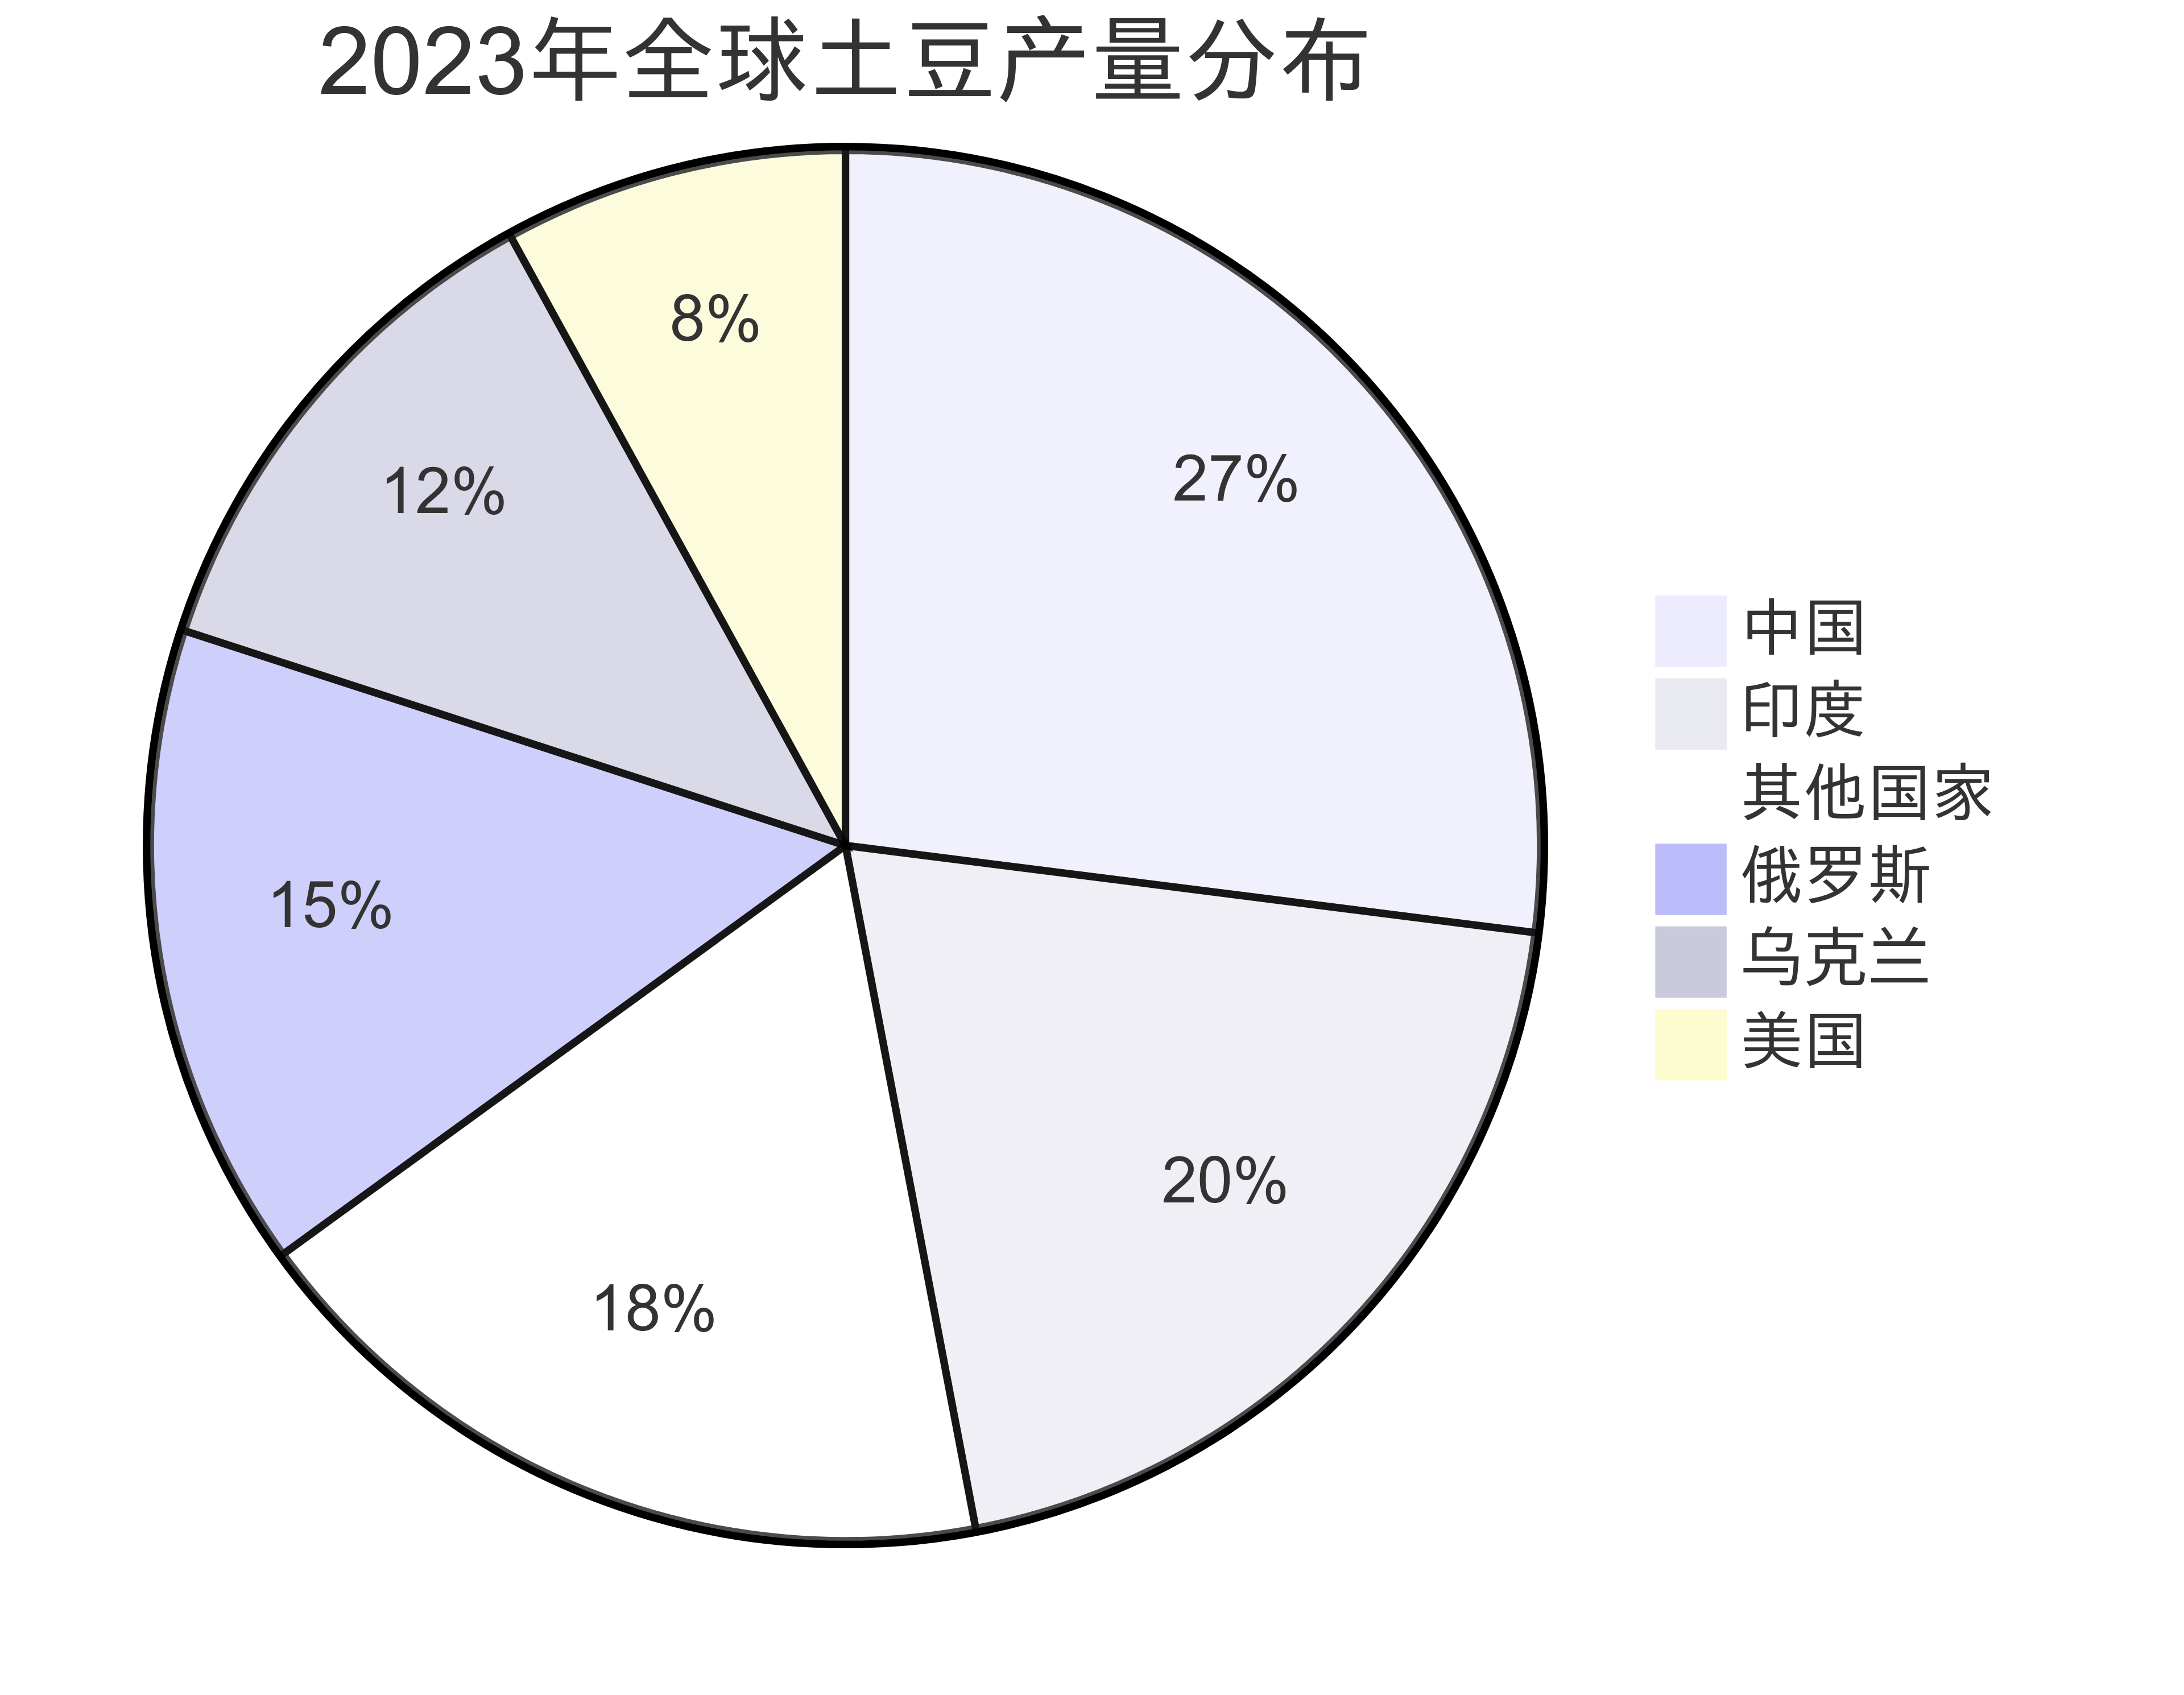 2023年全球土豆产量分布
8%
27%
12%
15%
20%
18%
中国
印度
其他国家
俄罗斯
乌克兰
美国